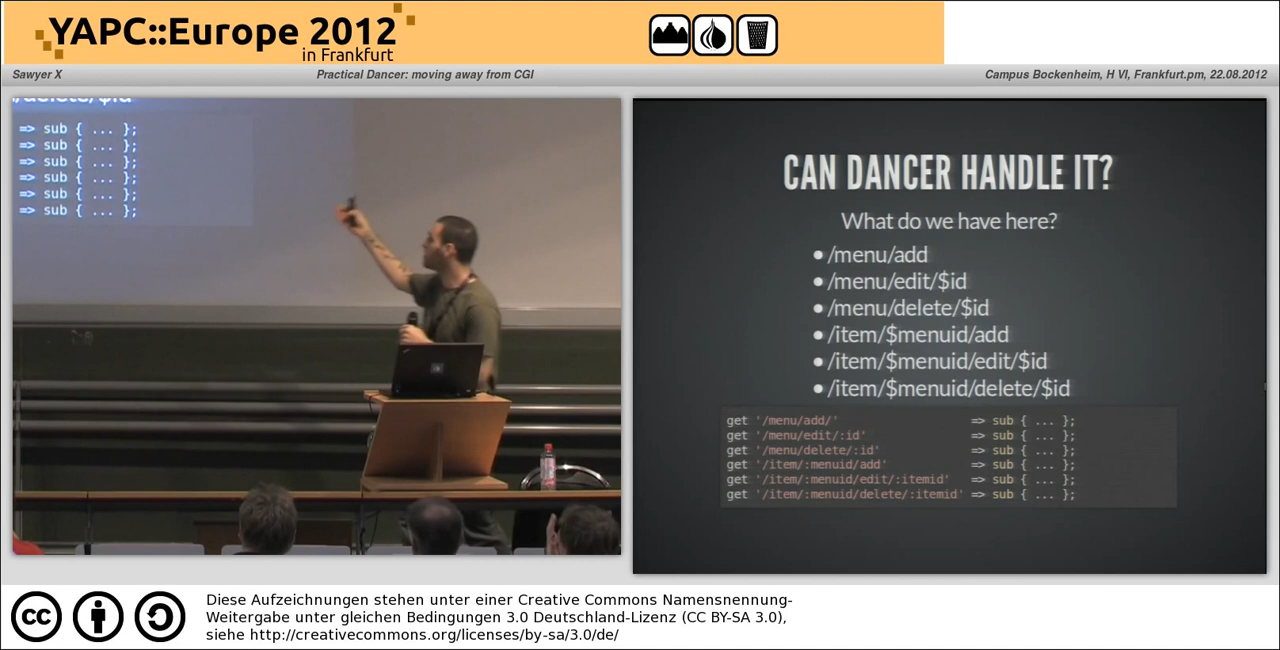 YAPC::Europe 2012
in Frankfurt
Sawyer X
Practical Dancer: moving away from CGI
Campus Bockenheim, H VI, Frankfurt.pm, 22.08.2012
/delete/$id
=> sub { ... };
=> sub { ... };
=> sub { ... };
=> sub { ... };
=> sub { ... };
=> sub { ... };
CAN DANCER HANDLE IT?
What do we have here?
• /menu/add
• /menu/edit/$id
• /menu/delete/$id
• /item/$menuid/add
• /item/$menuid/edit/$id
• /item/$menuid/delete/$id
get '/menu/add/' => sub { ... };
get '/menu/edit/:id' => sub { ... };
get '/menu/delete/:id' => sub { ... };
get '/item/:menuid/add' => sub { ... };
get '/item/:menuid/edit/:itemid' => sub { ... };
get '/item/:menuid/delete/:itemid' => sub { ... };
cc
Diese Aufzeichnungen stehen unter einer Creative Commons Namensnennung-
Weitergabe unter gleichen Bedingungen 3.0 Deutschland-Lizenz (CC BY-SA 3.0),
siehe http://creativecommons.org/licenses/by-sa/3.0/de/